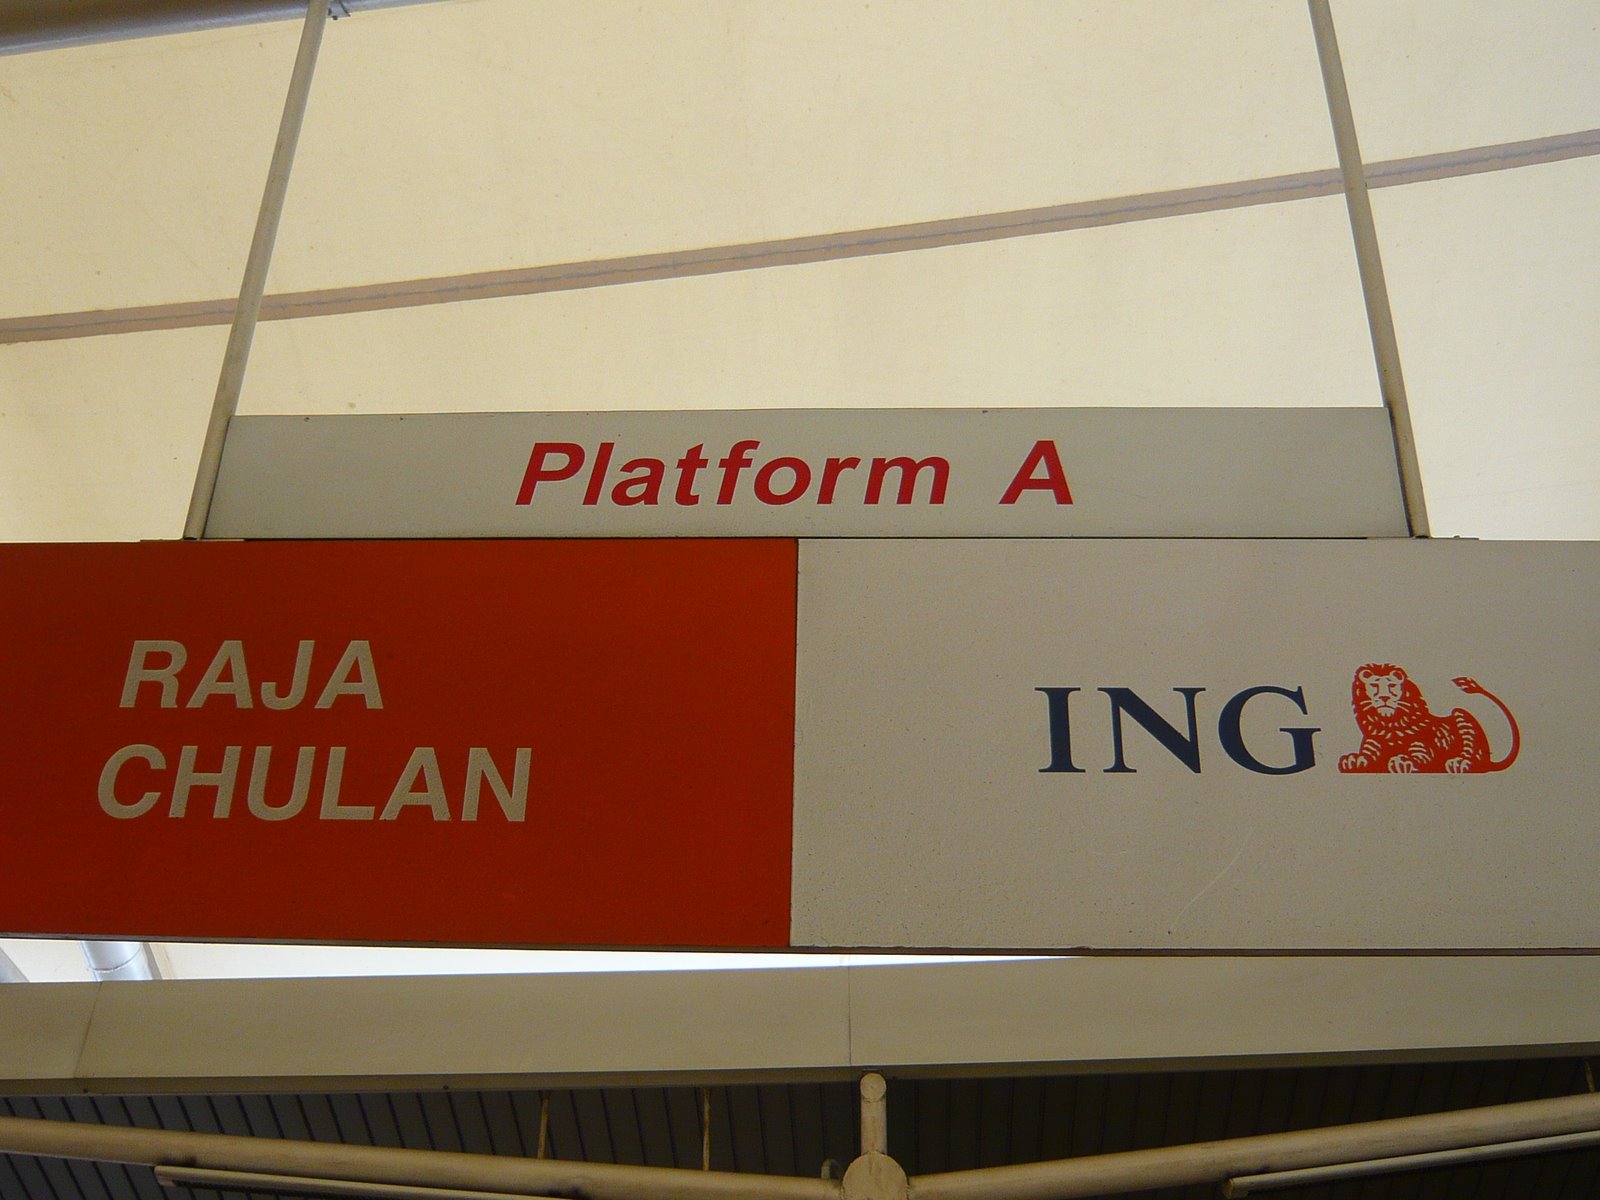 Platform A
RAJA
CHULAN
ING